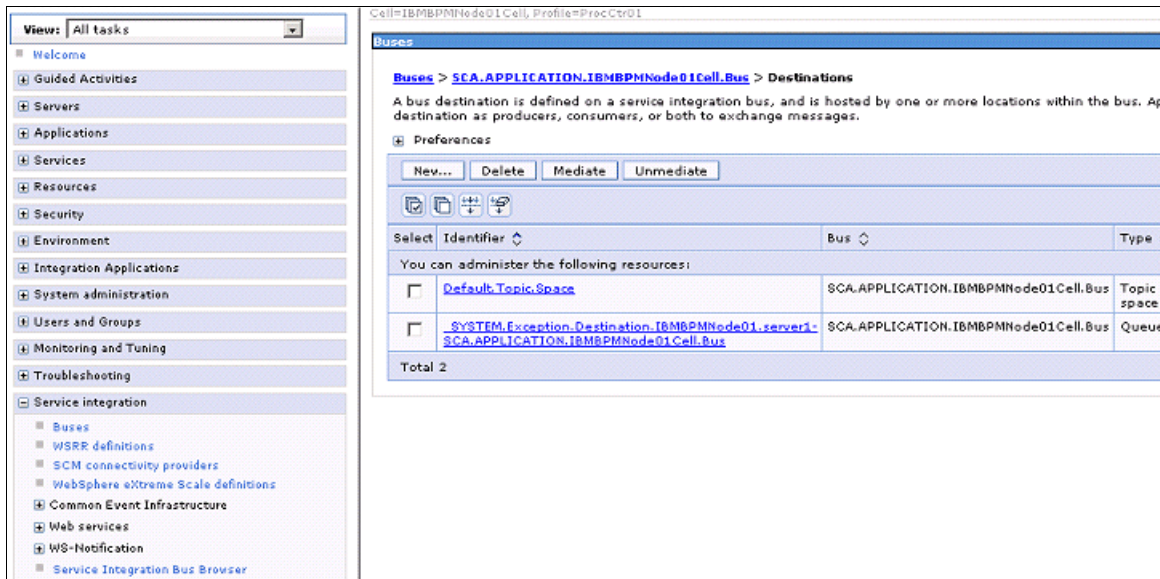 View: All tasks
Welcome
Guided Activities
Servers
Applications
Services
Resources
Security
Environment
Integration Applications
System administration
Users and Groups
Monitoring and Tuning
Troubleshooting
Service integration
Buses
WSRR definitions
SCM connectivity providers
WebSphere eXtreme Scale definitions
Common Event Infrastructure
Web services
WS-Notification
Service Integration Bus Browser
Cell=IBMBPMNode01Cell, Profile=ProcCtr01
Buses
Buses > SCA.APPLICATION.IBMBPMNode01Cell.Bus > Destinations
A bus destination is defined on a service integration bus, and is hosted by one or more locations within the bus. Ap
destination as producers, consumers, or both to exchange messages.
Preferences
New... Delete Mediate Unmediate
Select Identifier Bus Type
You can administer the following resources:
Default.Topic.Space SCA.APPLICATION.IBMBPMNode01Cell.Bus Topic
space
_SYSTEM.Exception.Destination.IBMBPMNode01.server1- SCA.APPLICATION.IBMBPMNode01Cell.Bus Queue
SCA.APPLICATION.IBMBPMNode01Cell.Bus
Total 2